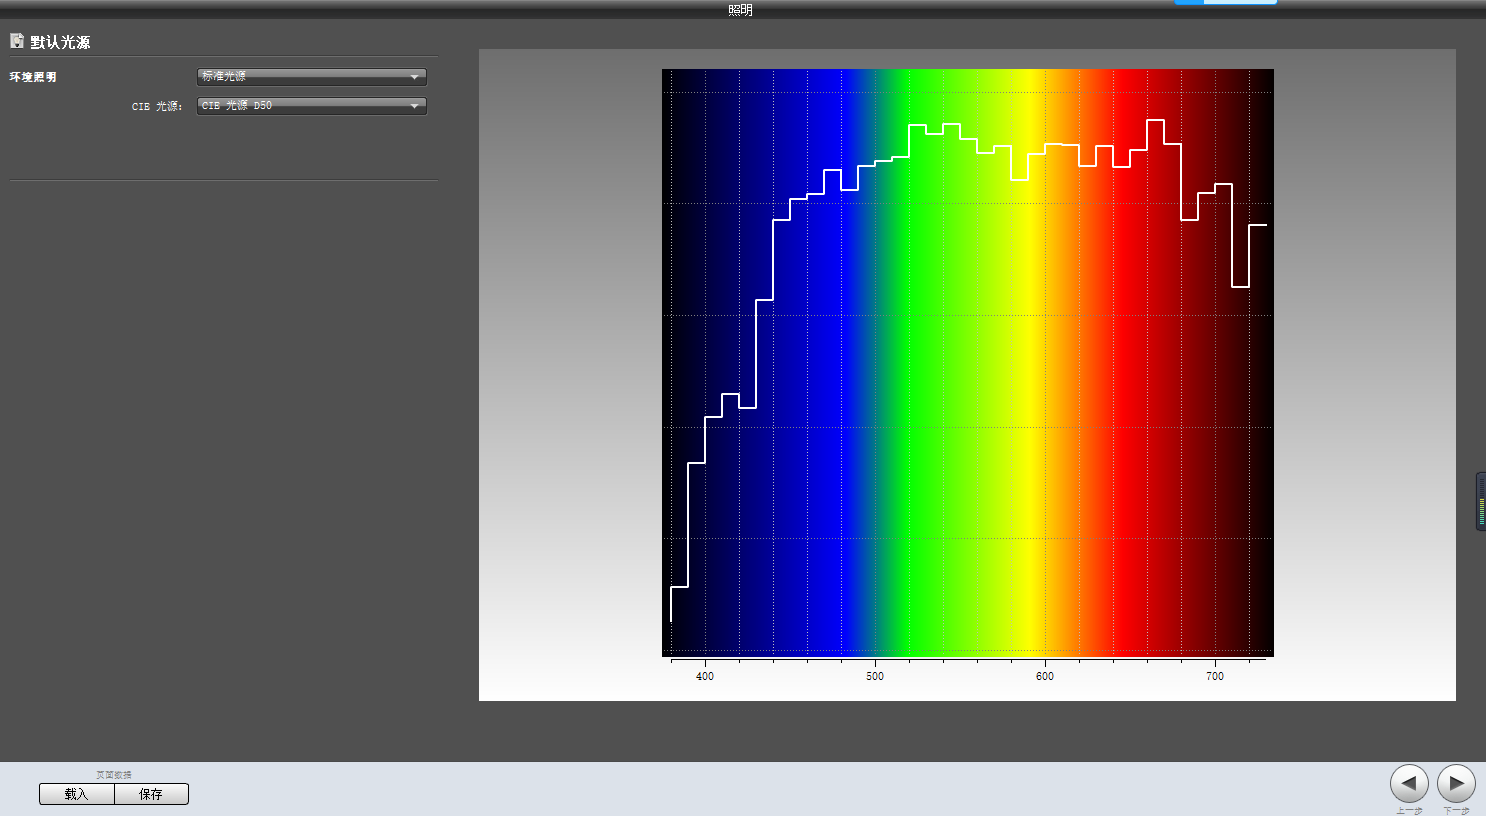 照明
默认光源
环境照明
标准光源
CIE 光源:
CIE 光源 D50
400 500 600 700
页面数据
载入 保存
上一步 下一步